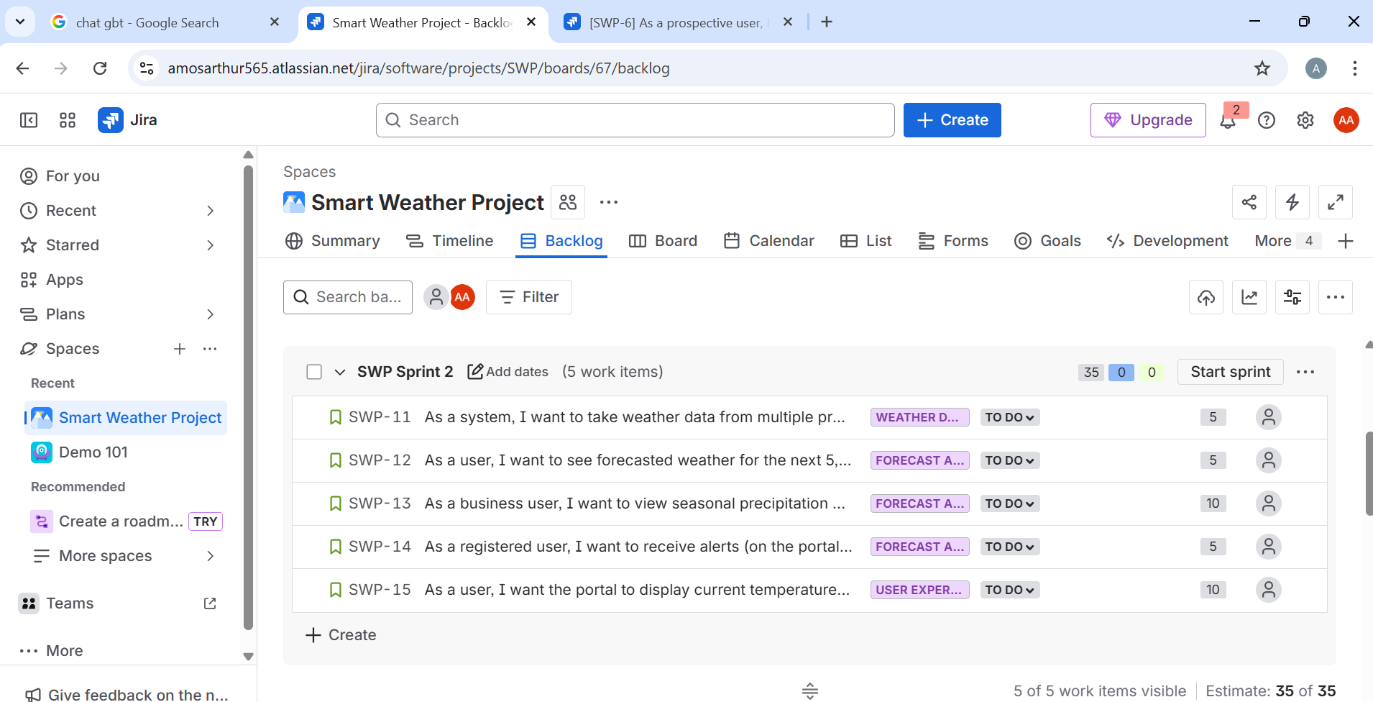 chat gbt - Google Search
Smart Weather Project - Backlo
[SWP-6] As a prospective user,
amosarthur565.atlassian.net/jira/software/projects/SWP/boards/67/backlog
A
Jira
Search
Create
Upgrade
2
AA
For you
Recent
Starred
Apps
Plans
Spaces
Recent
Smart Weather Project
Demo 101
Recommended
Create a roadm... TRY
More spaces
Teams
More
Give feedback on the n...
Spaces
Smart Weather Project
Summary Timeline Backlog Board Calendar List Forms Goals Development More 4
Search ba... AA Filter
SWP Sprint 2 Add dates (5 work items) 35 0 0 Start sprint
SWP-11 As a system, I want to take weather data from multiple pr... WEATHER D... TO DO 5
SWP-12 As a user, I want to see forecasted weather for the next 5,... FORECAST A... TO DO 5
SWP-13 As a business user, I want to view seasonal precipitation ... FORECAST A... TO DO 10
SWP-14 As a registered user, I want to receive alerts (on the portal... FORECAST A... TO DO 5
SWP-15 As a user, I want the portal to display current temperature... USER EXPER... TO DO 10
Create
5 of 5 work items visible Estimate: 35 of 35